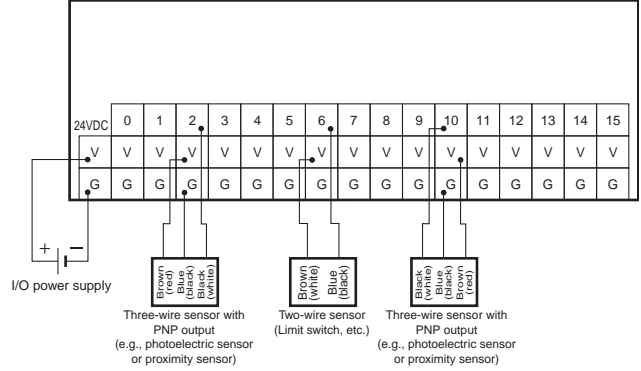 24VDC 0 1 2 3 4 5 6 7 8 9 10 11 12 13 14 15
V V V V V V V V V V V V V V V V V
G G G G G G G G G G G G G G G G G
+ −
I/O power supply
Brown
(red)
Blue
(black)
Black
(white)
Brown
(white)
Blue
(black)
Black
(white)
Blue
(black)
Brown
(red)
Three-wire sensor with
PNP output
(e.g., photoelectric sensor
or proximity sensor)
Two-wire sensor
(Limit switch, etc.)
Three-wire sensor with
PNP output
(e.g., photoelectric sensor
or proximity sensor)